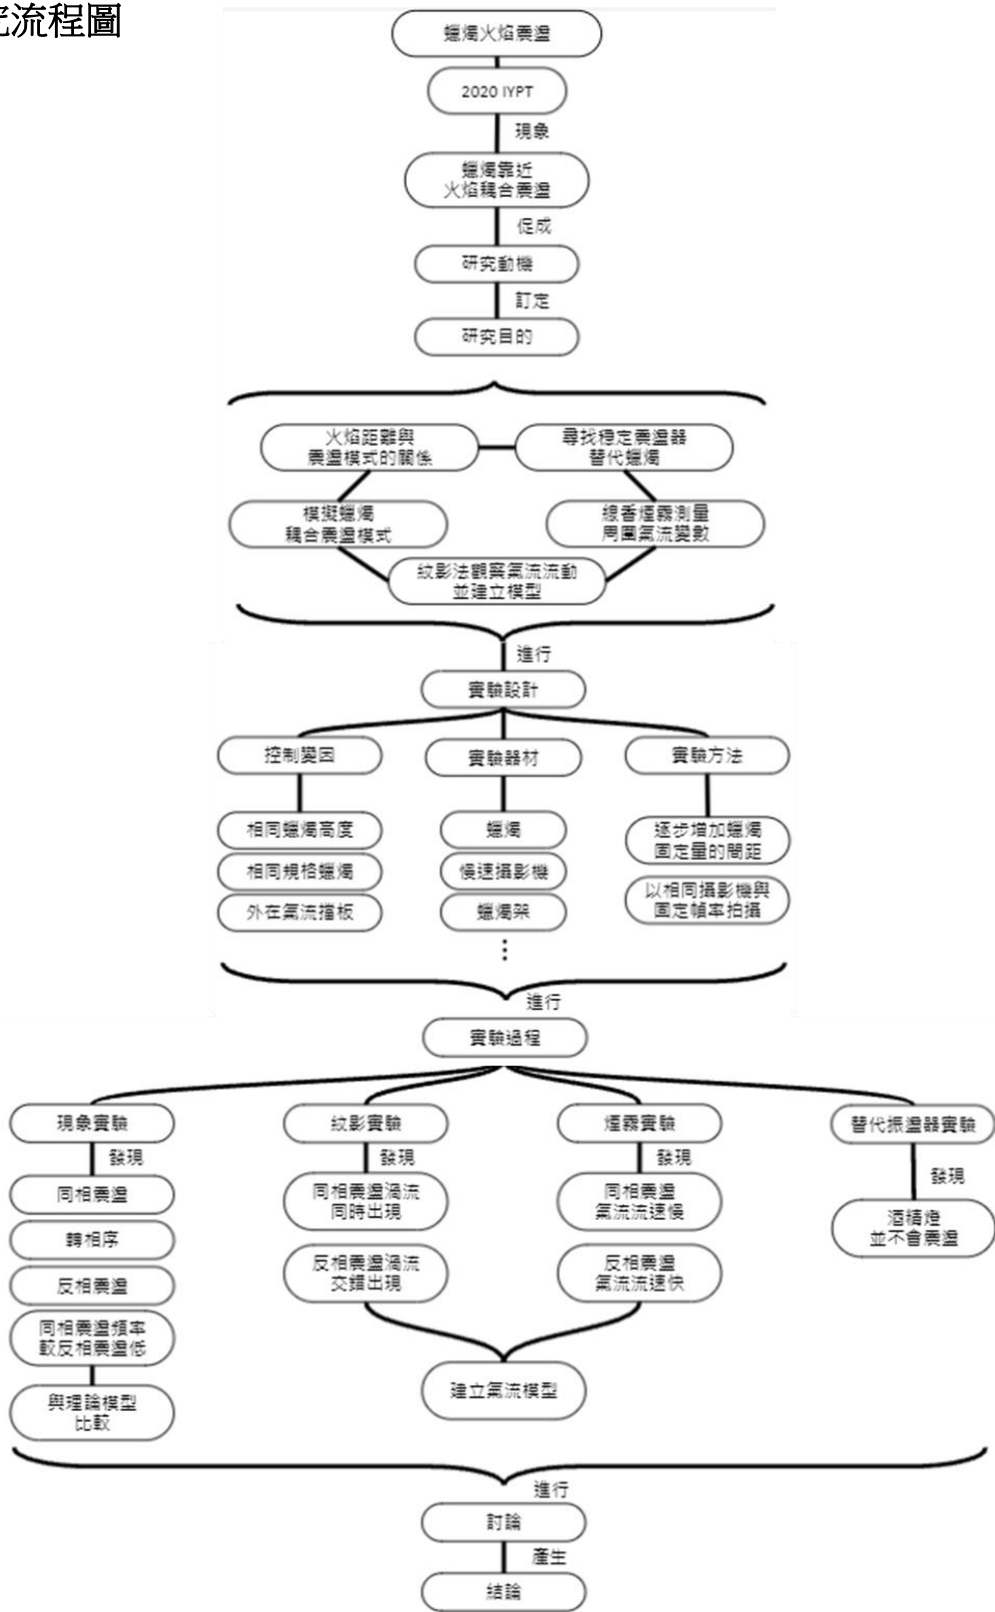 流程圖
蠟燭火焰震盪
2020 IYPT
現象
蠟燭靠近
火焰耦合震盪
促成
研究動機
訂定
研究目的
火焰距離與
震盪模式的關係
尋找穩定震盪器
替代蠟燭
模擬蠟燭
耦合震盪模式
線香煙霧測量
周圍氣流變數
紋影法觀察氣流流動
並建立模型
進行
實驗設計
控制變因
實驗器材
實驗方法
相同蠟燭高度
相同規格蠟燭
外在氣流擋板
蠟燭
慢速攝影機
蠟燭架
⋮
逐步增加蠟燭
固定量的間距
以相同攝影機與
固定幀率拍攝
進行
實驗過程
現象實驗
發現
同相震盪
轉相序
反相震盪
同相震盪頻率
較反相震盪低
與理論模型
比較
紋影實驗
發現
同相震盪渦流
同時出現
反相震盪渦流
交錯出現
煙霧實驗
發現
同相震盪
氣流流速慢
反相震盪
氣流流速快
建立氣流模型
替代振盪器實驗
發現
酒精燈
並不會震盪
進行
討論
產生
結論